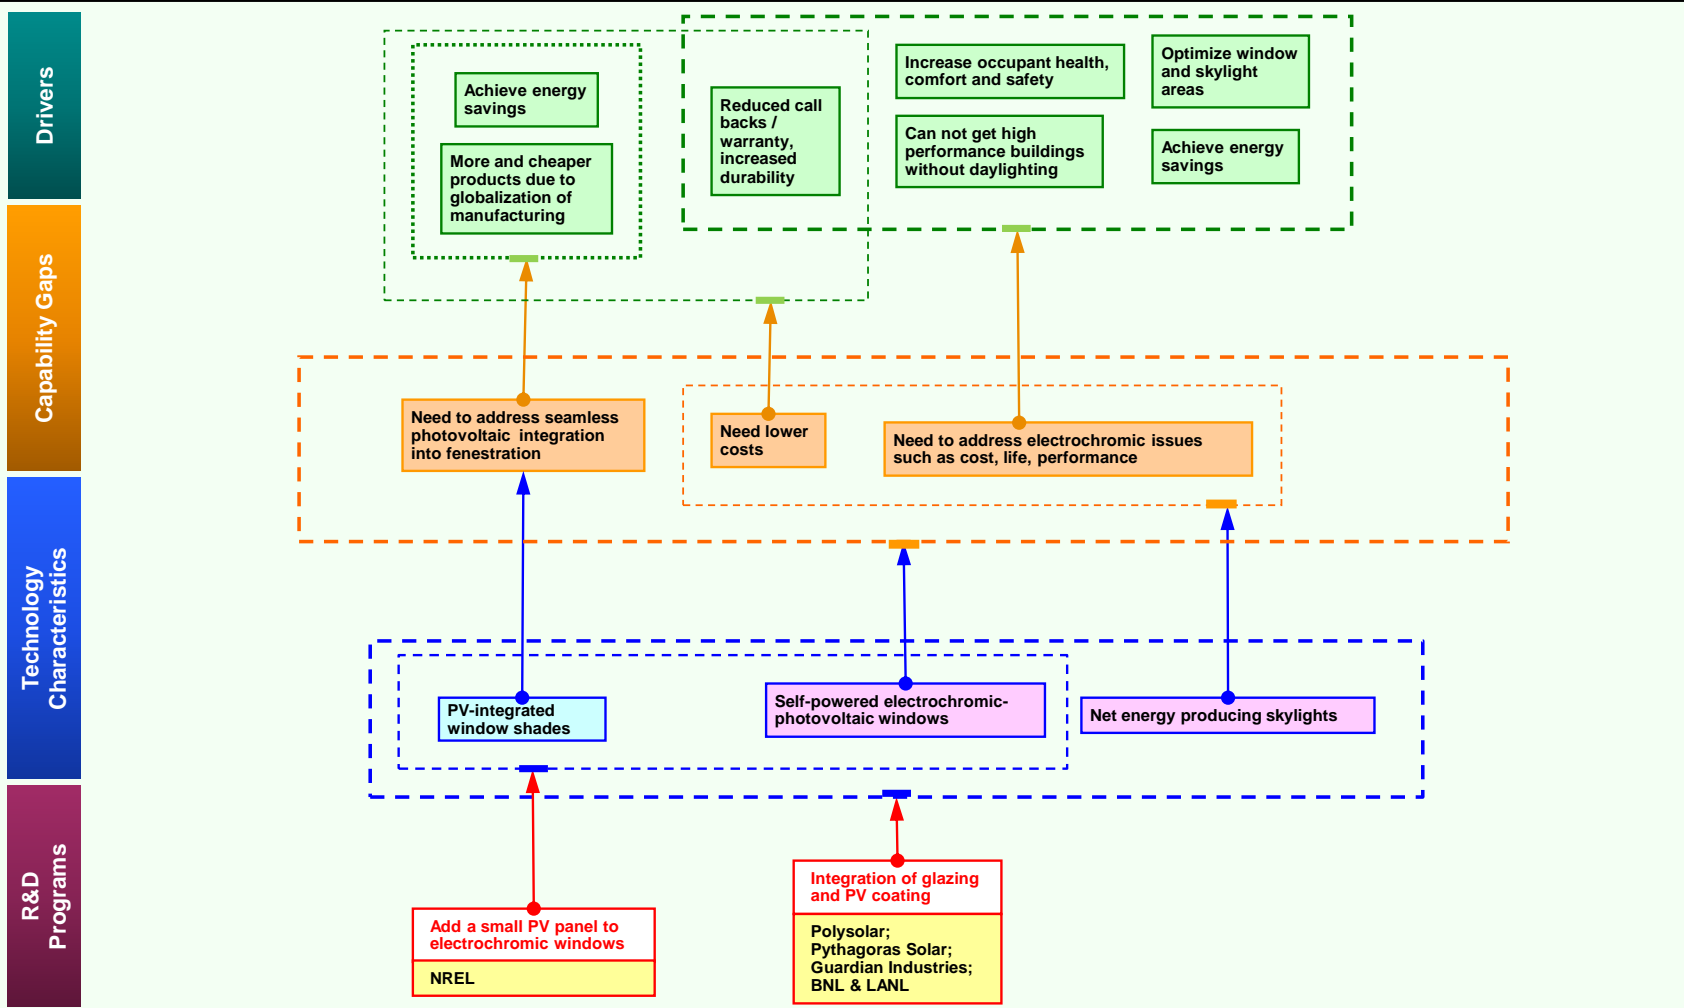 Drivers
Achieve energy
savings
More and cheaper
products due to
globalization of
manufacturing
Reduced call
backs /
warranty,
increased
durability
Increase occupant health,
comfort and safety
Can not get high
performance buildings
without daylighting
Optimize window
and skylight
areas
Achieve energy
savings
Capability Gaps
Need to address seamless
photovoltaic integration
into fenestration
Need lower
costs
Need to address electrochromic issues
such as cost, life, performance
Technology
Characteristics
PV-integrated
window shades
Self-powered electrochromic-
photovoltaic windows
Net energy producing skylights
R&D
Programs
Add a small PV panel to
electrochromic windows
NREL
Integration of glazing
and PV coating
Polysolar;
Pythagoras Solar;
Guardian Industries;
BNL & LANL